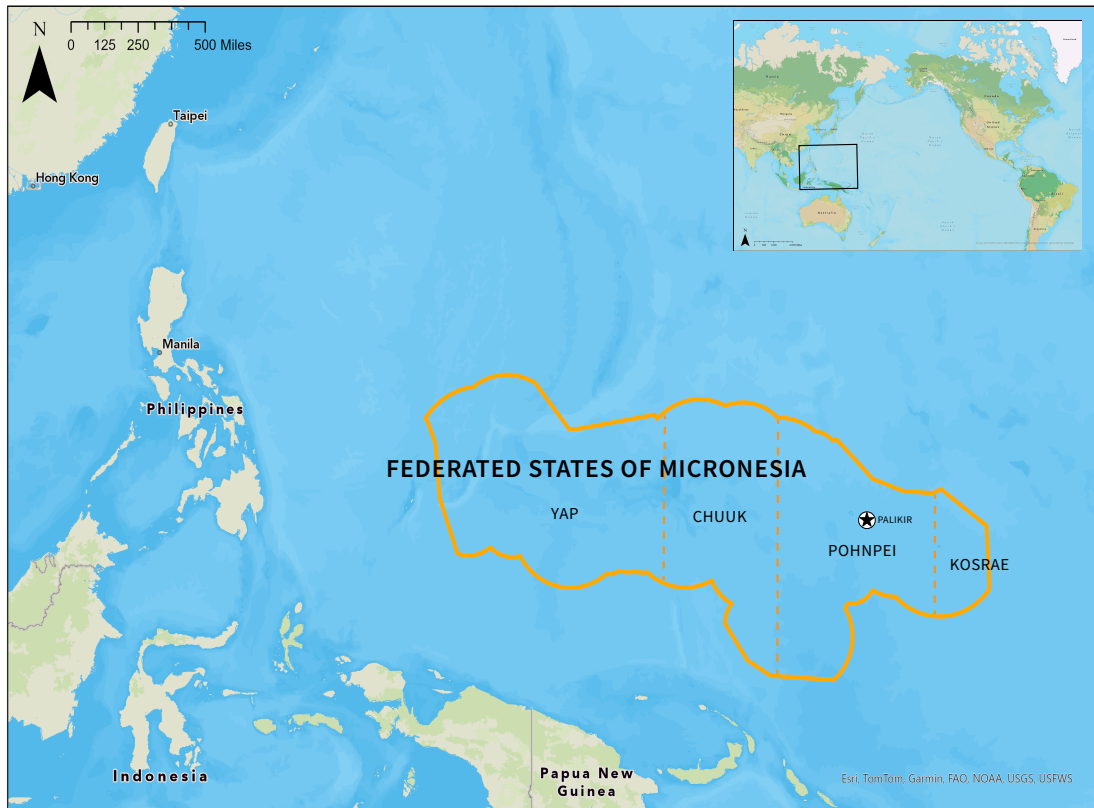 N
0 125 250 500 Miles
Taipei
Hong Kong
Manila
Philippines
FEDERATED STATES OF MICRONESIA
YAP
CHUUK
PALIKIR
POHNPEI
KOSRAE
Indonesia
Papua New
Guinea
Esri, TomTom, Garmin, FAO, NOAA, USGS, USFWS
N